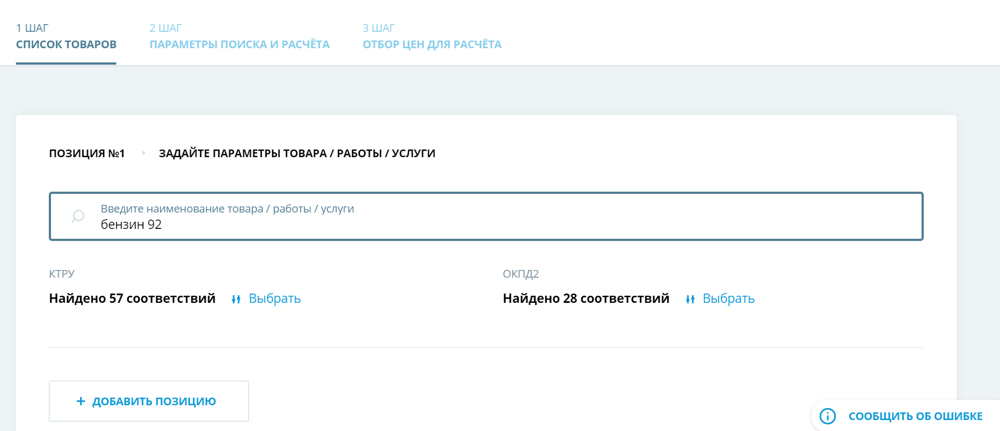 1 ШАГ
СПИСОК ТОВАРОВ
2 ШАГ
ПАРАМЕТРЫ ПОИСКА И РАСЧЁТА
3 ШАГ
ОТБОР ЦЕН ДЛЯ РАСЧЁТА
ПОЗИЦИЯ №1 • ЗАДАЙТЕ ПАРАМЕТРЫ ТОВАРА / РАБОТЫ / УСЛУГИ
Введите наименование товара / работы / услуги
бензин 92
КТРУ
Найдено 57 соответствий Выбрать
ОКПД2
Найдено 28 соответствий Выбрать
+ ДОБАВИТЬ ПОЗИЦИЮ
СООБЩИТЬ ОБ ОШИБКЕ